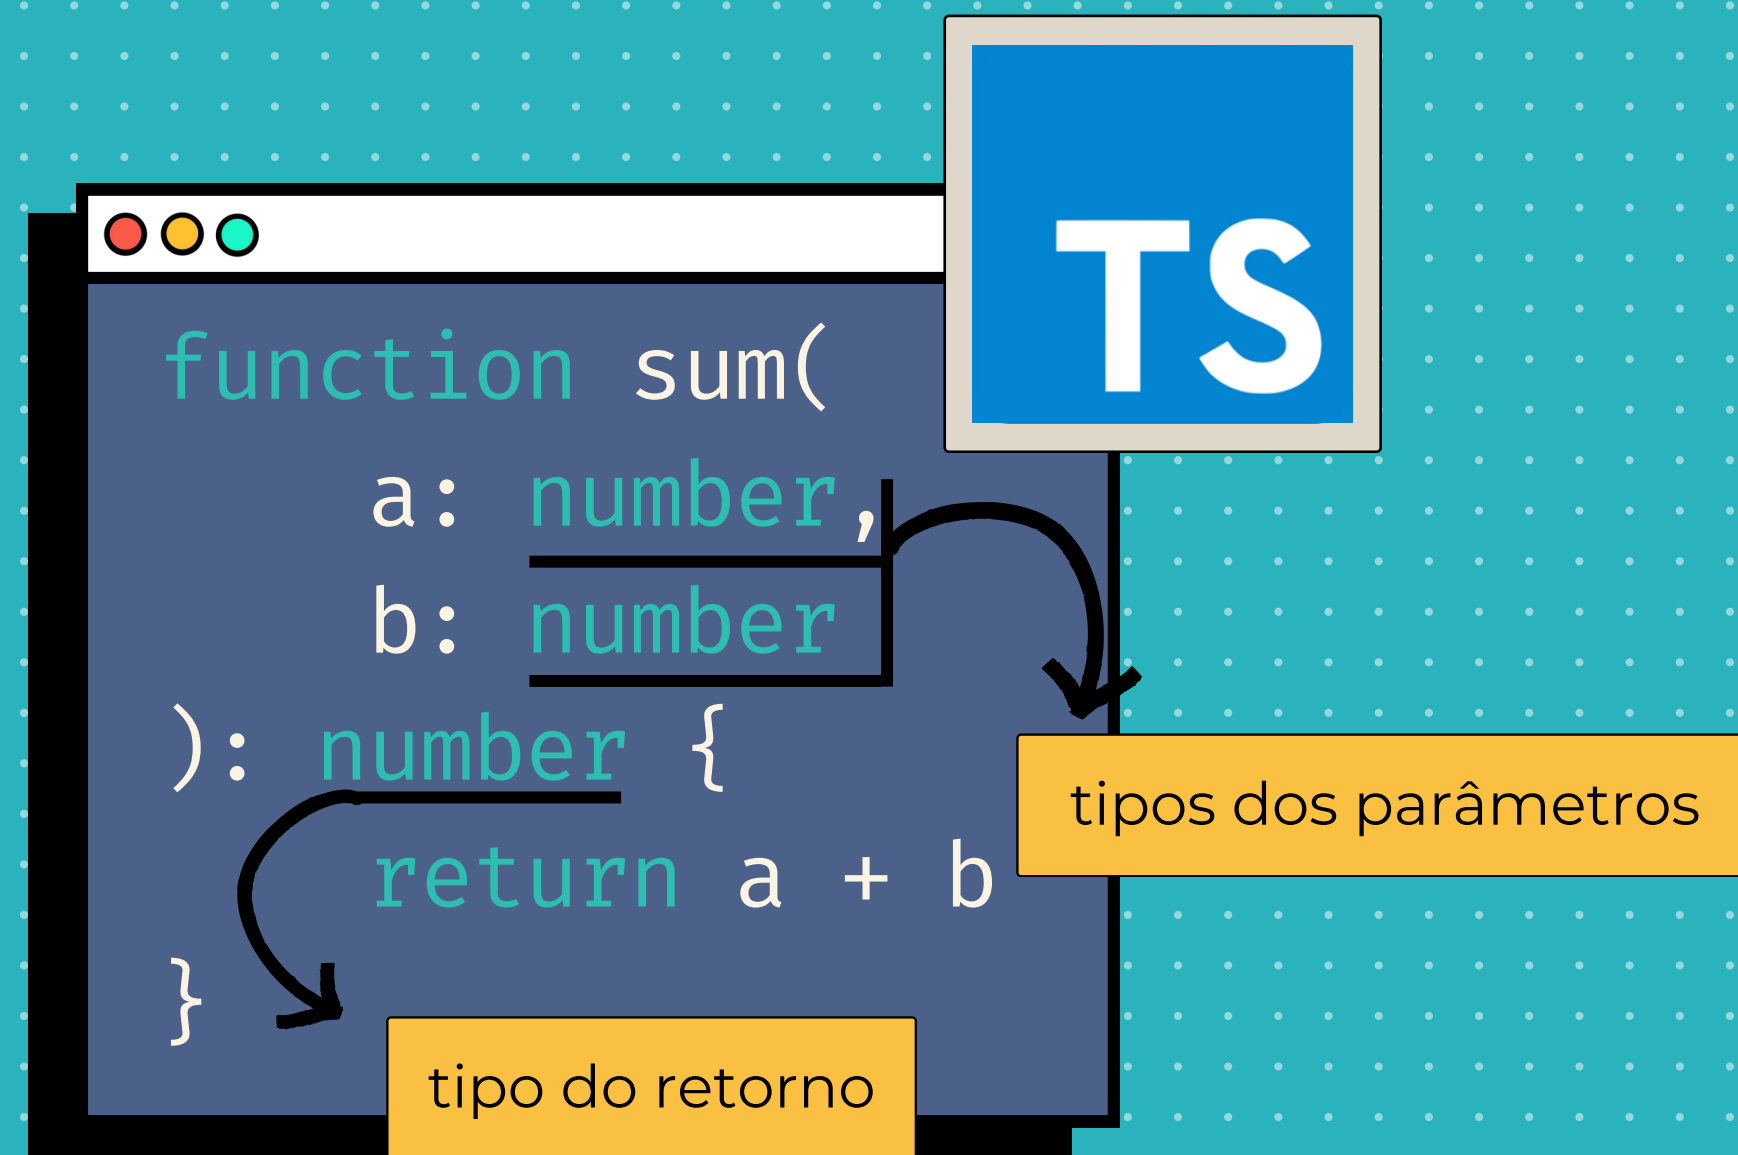 TS
function sum(
a: number,
b: number
): number {
return a + b
}
tipos dos parâmetros
tipo do retorno